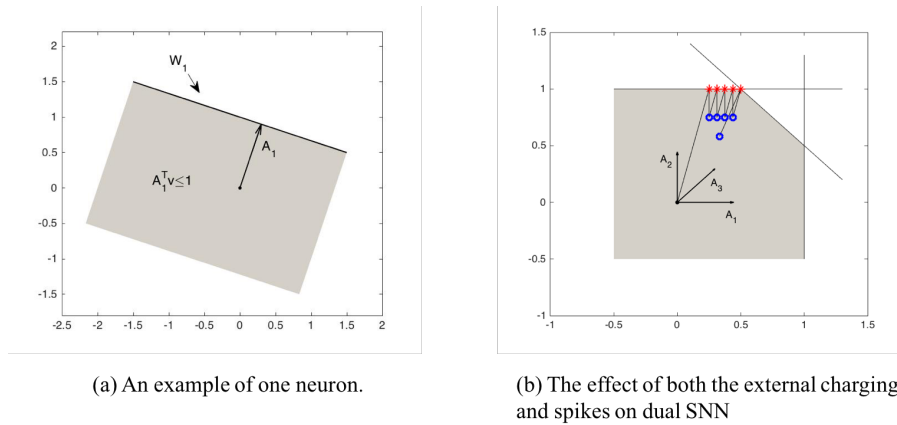 2
1.5
1
0.5
0
-0.5
-1
-1.5
-2.5 -2 -1.5 -1 -0.5 0 0.5 1 1.5 2
W1
A1
A1^T v≤1
(a) An example of one neuron.
1.5
1
0.5
0
-0.5
-1
-1 -0.5 0 0.5 1 1.5
A2
A3
A1
(b) The effect of both the external charging
and spikes on dual SNN